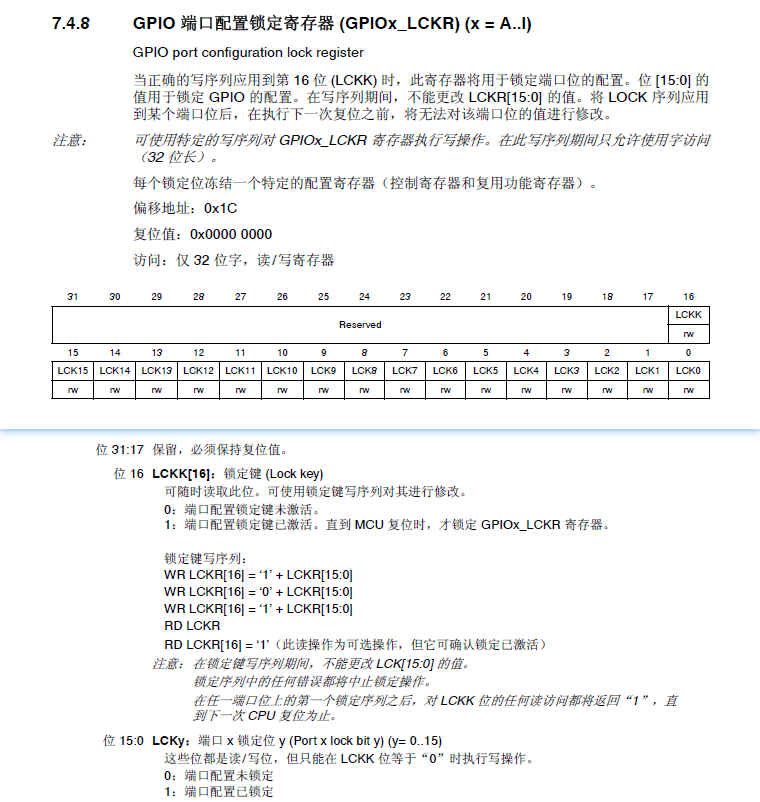 7.4.8 GPIO 端口配置锁定寄存器 (GPIOx_LCKR) (x = A..I)
GPIO port configuration lock register
当正确的写序列应用到第 16 位 (LCKK) 时，此寄存器将用于锁定端口位的配置。位 [15:0] 的
值用于锁定 GPIO 的配置。在写序列期间，不能更改 LCKR[15:0] 的值。将 LOCK 序列应用
到某个端口位后，在执行下一次复位之前，将无法对该端口位的值进行修改。
注意： 可使用特定的写序列对 GPIOx_LCKR 寄存器执行写操作。在此写序列期间只允许使用字访问
（32 位长）。
每个锁定位冻结一个特定的配置寄存器（控制寄存器和复用功能寄存器）。
偏移地址：0x1C
复位值：0x0000 0000
访问：仅 32 位字，读/写寄存器
31 30 29 28 27 26 25 24 23 22 21 20 19 18 17 16
Reserved LCKK
rw
15 14 13 12 11 10 9 8 7 6 5 4 3 2 1 0
LCK15 LCK14 LCK13 LCK12 LCK11 LCK10 LCK9 LCK8 LCK7 LCK6 LCK5 LCK4 LCK3 LCK2 LCK1 LCK0
rw rw rw rw rw rw rw rw rw rw rw rw rw rw rw rw
位 31:17 保留，必须保持复位值。
位 16 LCKK[16]：锁定键 (Lock key)
可随时读取此位。可使用锁定键写序列对其进行修改。
0：端口配置锁定键未激活。
1：端口配置锁定键已激活。直到 MCU 复位时，才锁定 GPIOx_LCKR 寄存器。
锁定键写序列：
WR LCKR[16] = ‘1’ + LCKR[15:0]
WR LCKR[16] = ‘0’ + LCKR[15:0]
WR LCKR[16] = ‘1’ + LCKR[15:0]
RD LCKR
RD LCKR[16] = ‘1’（此读操作为可选操作，但它可确认锁定已激活）
注意： 在锁定键写序列期间，不能更改 LCK[15:0] 的值。
锁定序列中的任何错误都将中止锁定操作。
在任一端口位上的第一个锁定序列之后，对 LCKK 位的任何读访问都将返回“1”，直
到下一次 CPU 复位为止。
位 15:0 LCKy：端口 x 锁定位 y (Port x lock bit y) (y= 0..15)
这些位都是读/写位，但只能在 LCKK 位等于“0”时执行写操作。
0：端口配置未锁定
1：端口配置已锁定